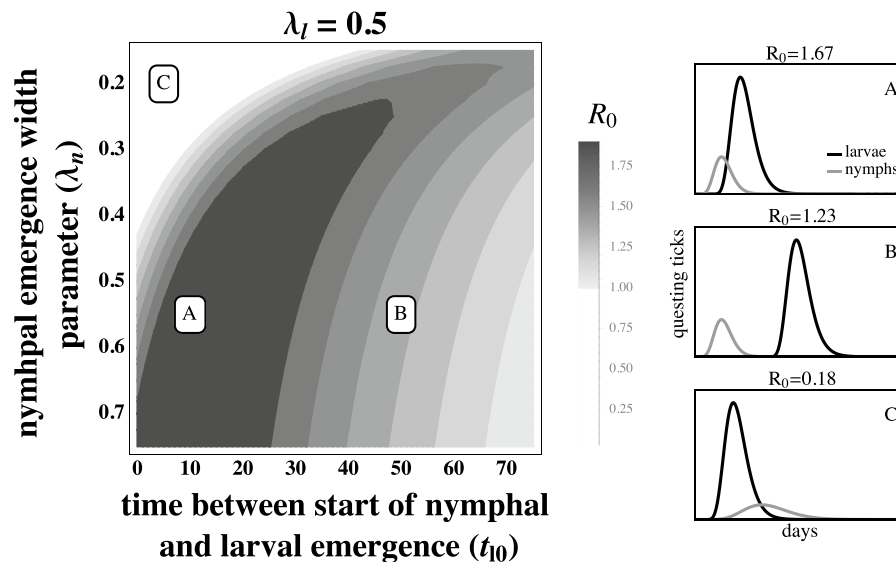 λl = 0.5
nymhpal emergence width
parameter (λn)
0.2
0.3
0.4
0.5
0.6
0.7
C
A
B
0 10 20 30 40 50 60 70
time between start of nymphal
and larval emergence (tl0)
R0
1.75
1.50
1.25
1.00
0.75
0.50
0.25
questing ticks
R0=1.67
A
larvae
nymphs
R0=1.23
B
R0=0.18
C
days